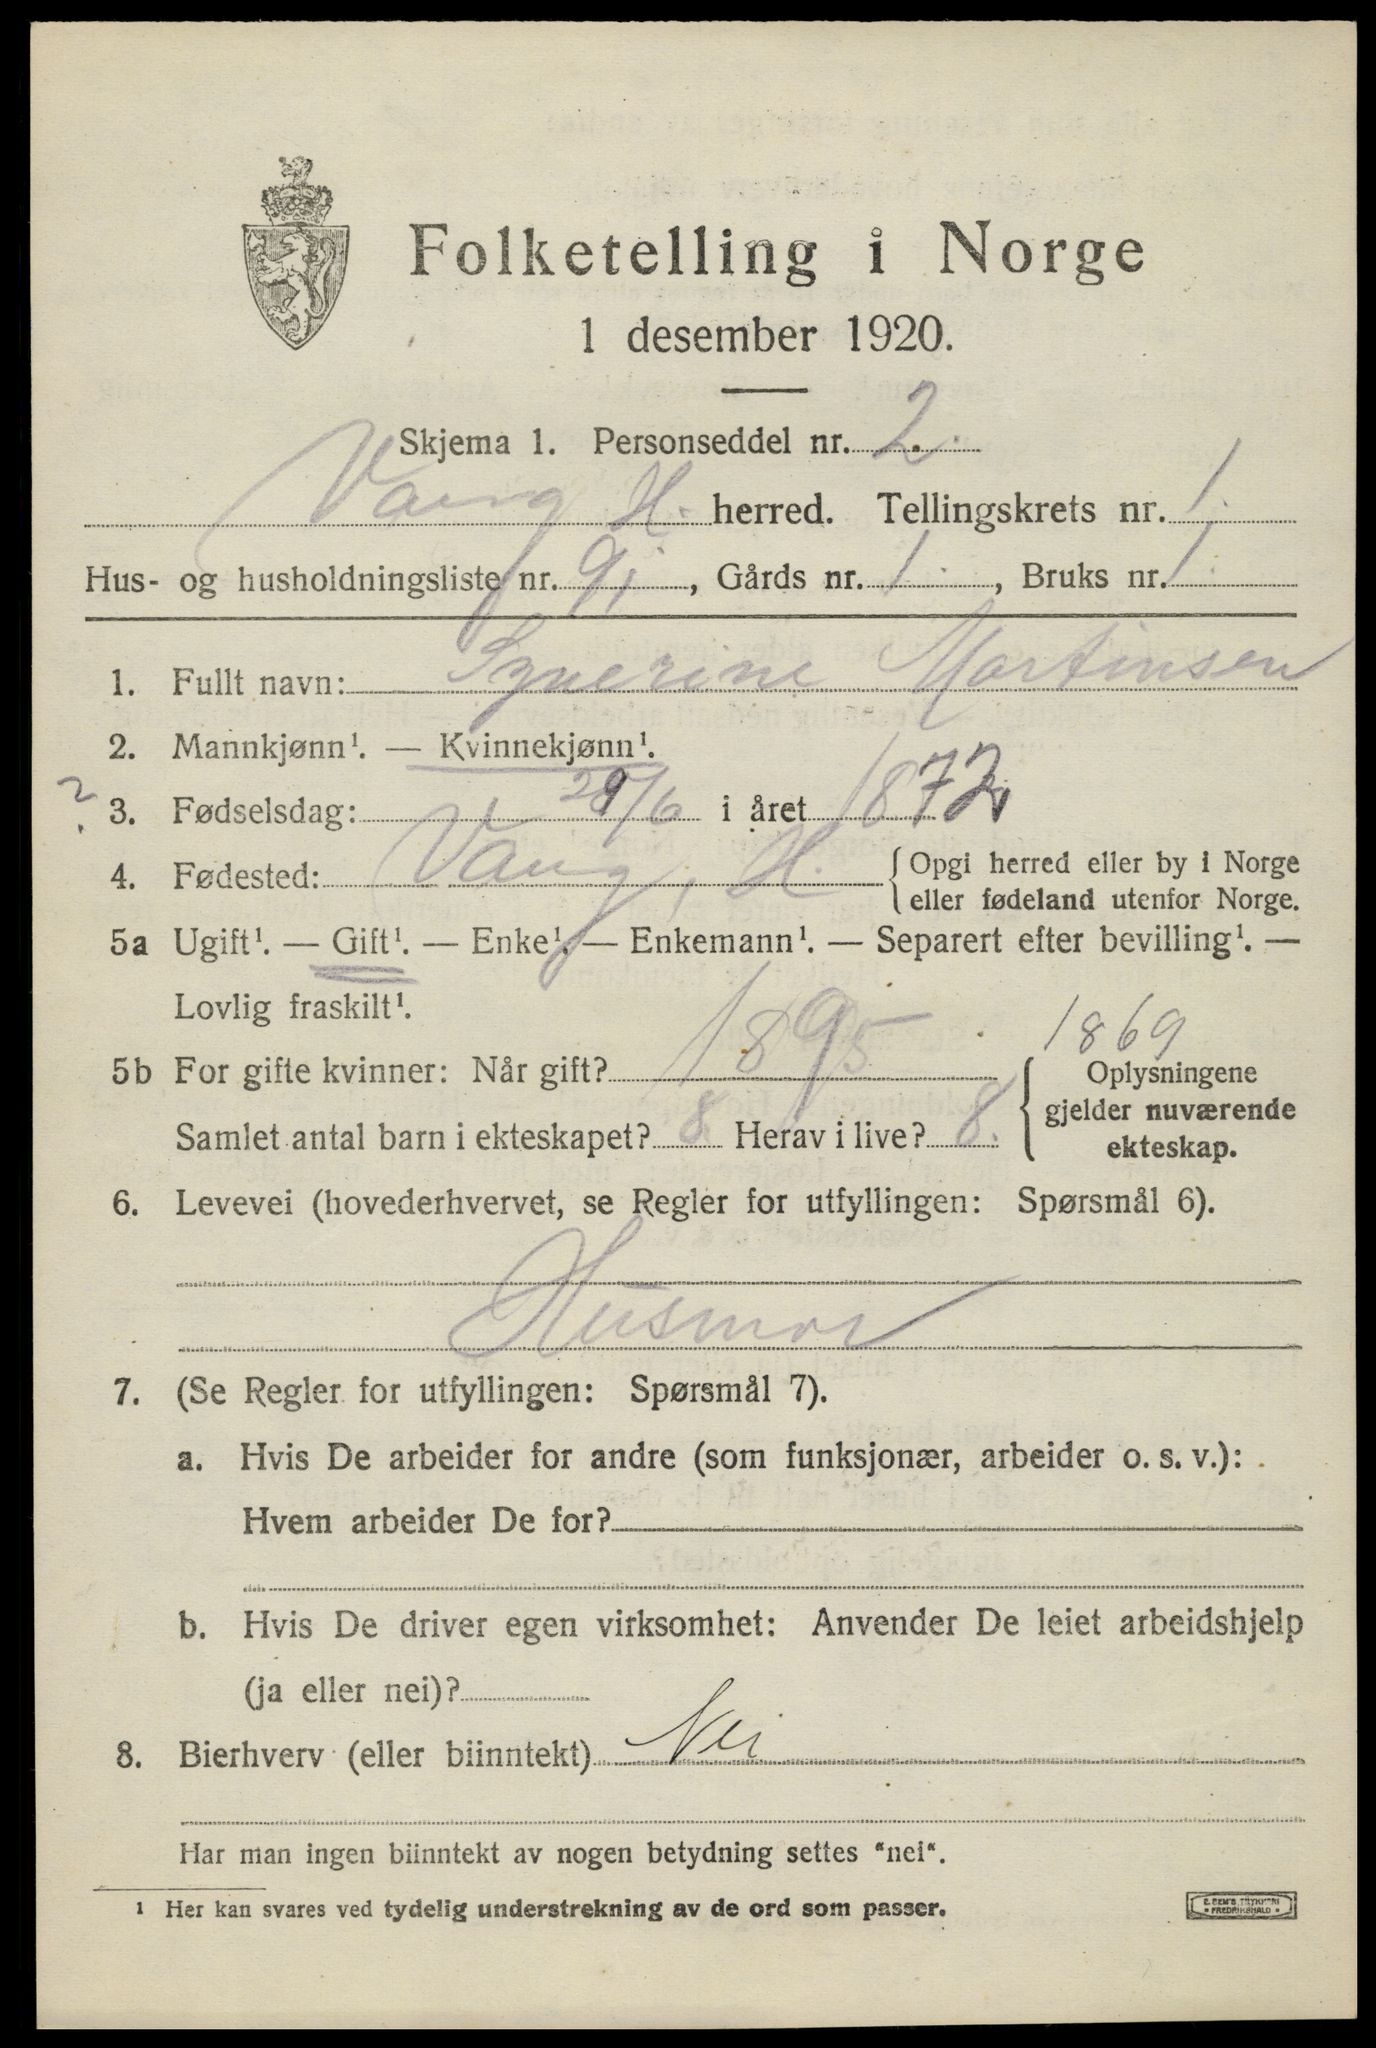 Folketelling i Norge
1 desember 1920.
Skjema 1. Personseddel nr. 2.
Vang H. herred. Tellingskrets nr. 1.
Hus- og husholdningsliste nr. 9; , Gårds nr. 1. , Bruks nr. 1.
1. Fullt navn: Syverine Martinsen
2. Mannkjønn¹. — Kvinnekjønn¹.
? 3. Fødselsdag: /6 i året 1872
4. Fødested: Vang, H. { Opgi herred eller by i Norge
eller fødeland utenfor Norge.
5a Ugift¹. — Gift¹. — Enke¹. — Enkemann¹. — Separert efter bevilling¹. —
Lovlig fraskilt¹.
1869
5b For gifte kvinner: Når gift? 1895 { Oplysningene
gjelder nuværende
ekteskap.
Samlet antal barn i ekteskapet? 8. Herav i live? 8.
6. Levevei (hovederhvervet, se Regler for utfyllingen: Spørsmål 6).
Husmor
7. (Se Regler for utfyllingen: Spørsmål 7).
a. Hvis De arbeider for andre (som funksjonær, arbeider o. s. v.):
Hvem arbeider De for?
b. Hvis De driver egen virksomhet: Anvender De leiet arbeidshjelp
(ja eller nei)?
8. Bierhverv (eller biinntekt) Nei
Har man ingen biinntekt av nogen betydning settes "nei".
¹ Her kan svares ved tydelig understrekning av de ord som passer.
FREDRIKSHALD